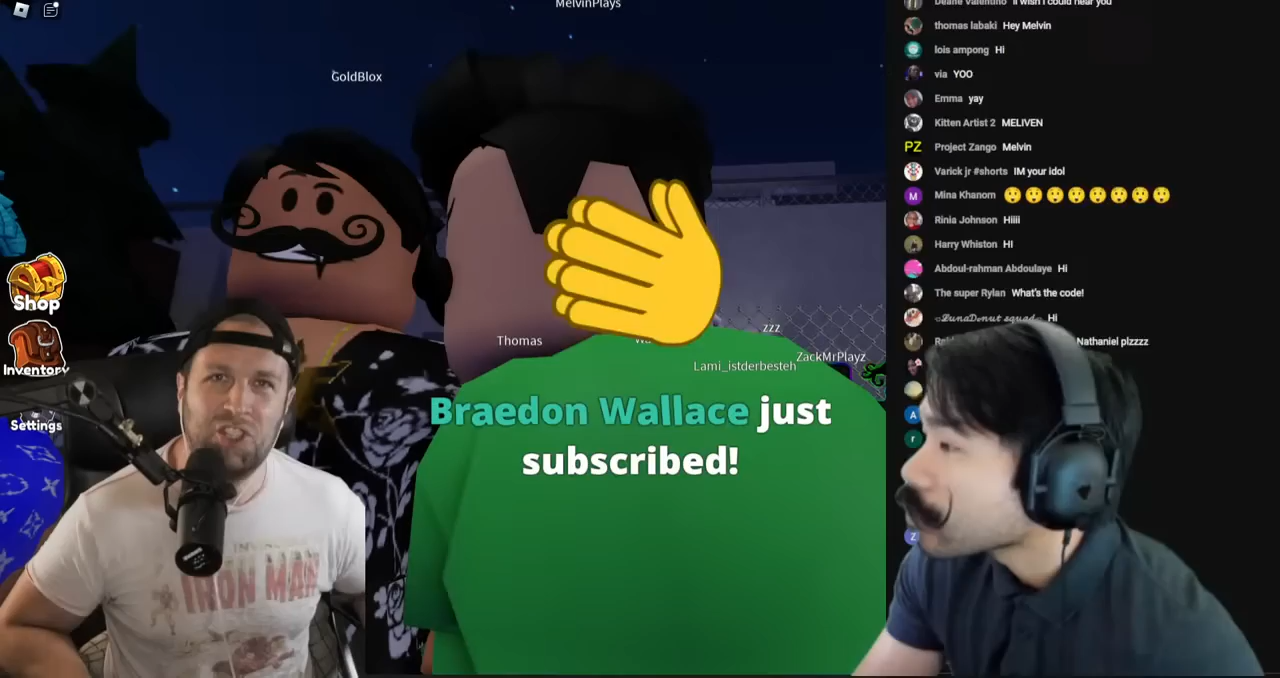 MelvinPlays
GoldBlox
Shop
Inventory
Settings
Thomas
zzz
ZackMrPlayz
Lami_istderbesteh
Braedon Wallace just
subscribed!
IRON MAN
Deane Valentino I wish I could hear you
thomas labaki Hey Melvin
lois ampong Hi
via YOO
Emma yay
Kitten Artist 2 MELIVEN
PZ Project Zango Melvin
Varick jr #shorts IM your idol
M Mina Khanom 😲😲😲😲😲😲😲😲
Rinia Johnson Hiiii
Harry Whiston HI
Abdoul-rahman Abdoulaye Hi
The super Rylan What's the code!
𝓛𝓾𝓷𝓪𝓓𝓸𝓷𝓾𝓽 𝓼𝓺𝓾𝓪𝓭 Hi
Nathaniel plzzzz
A
r
Z